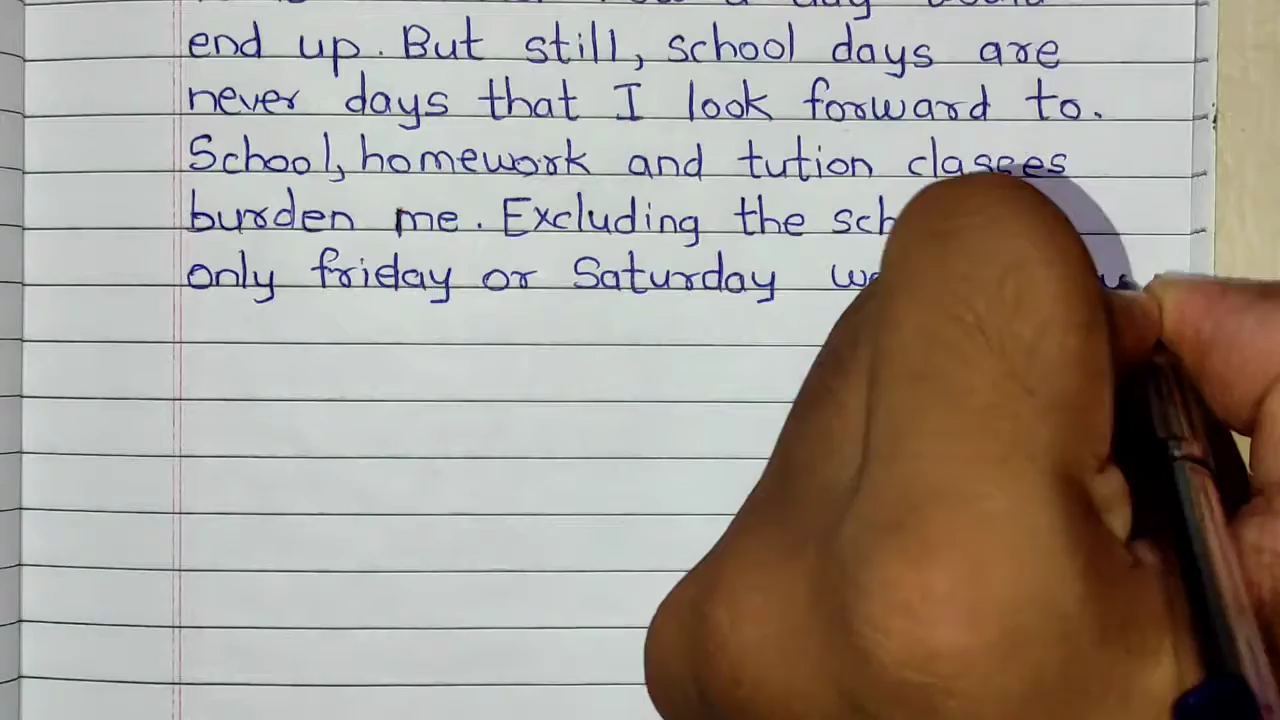 day
end up. But still, school days are
never days that I look forward to.
School, homework and tution classes
burden me. Excluding the
only friday or Saturday